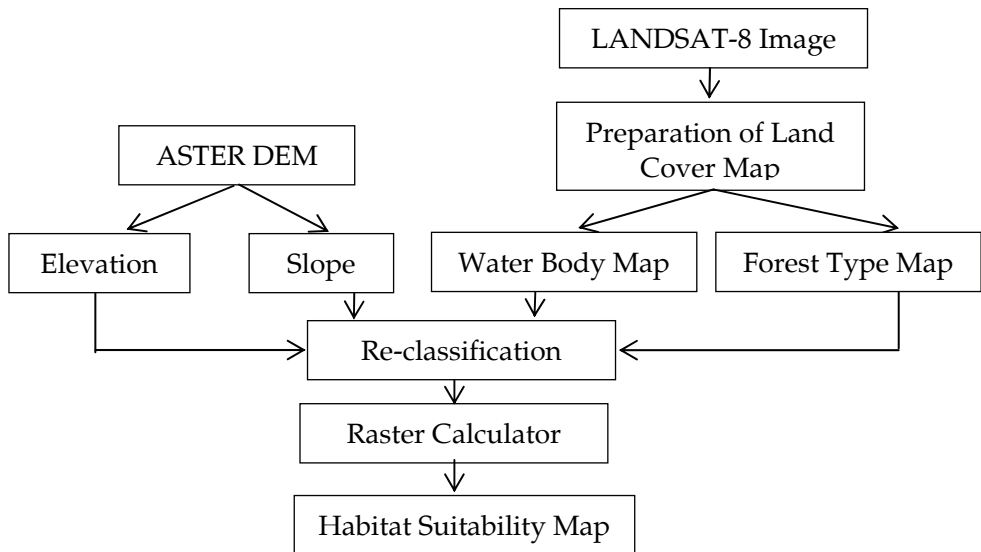 LANDSAT-8 Image
Preparation of Land
Cover Map
ASTER DEM
Elevation
Slope
Water Body Map
Forest Type Map
Re-classification
Raster Calculator
Habitat Suitability Map